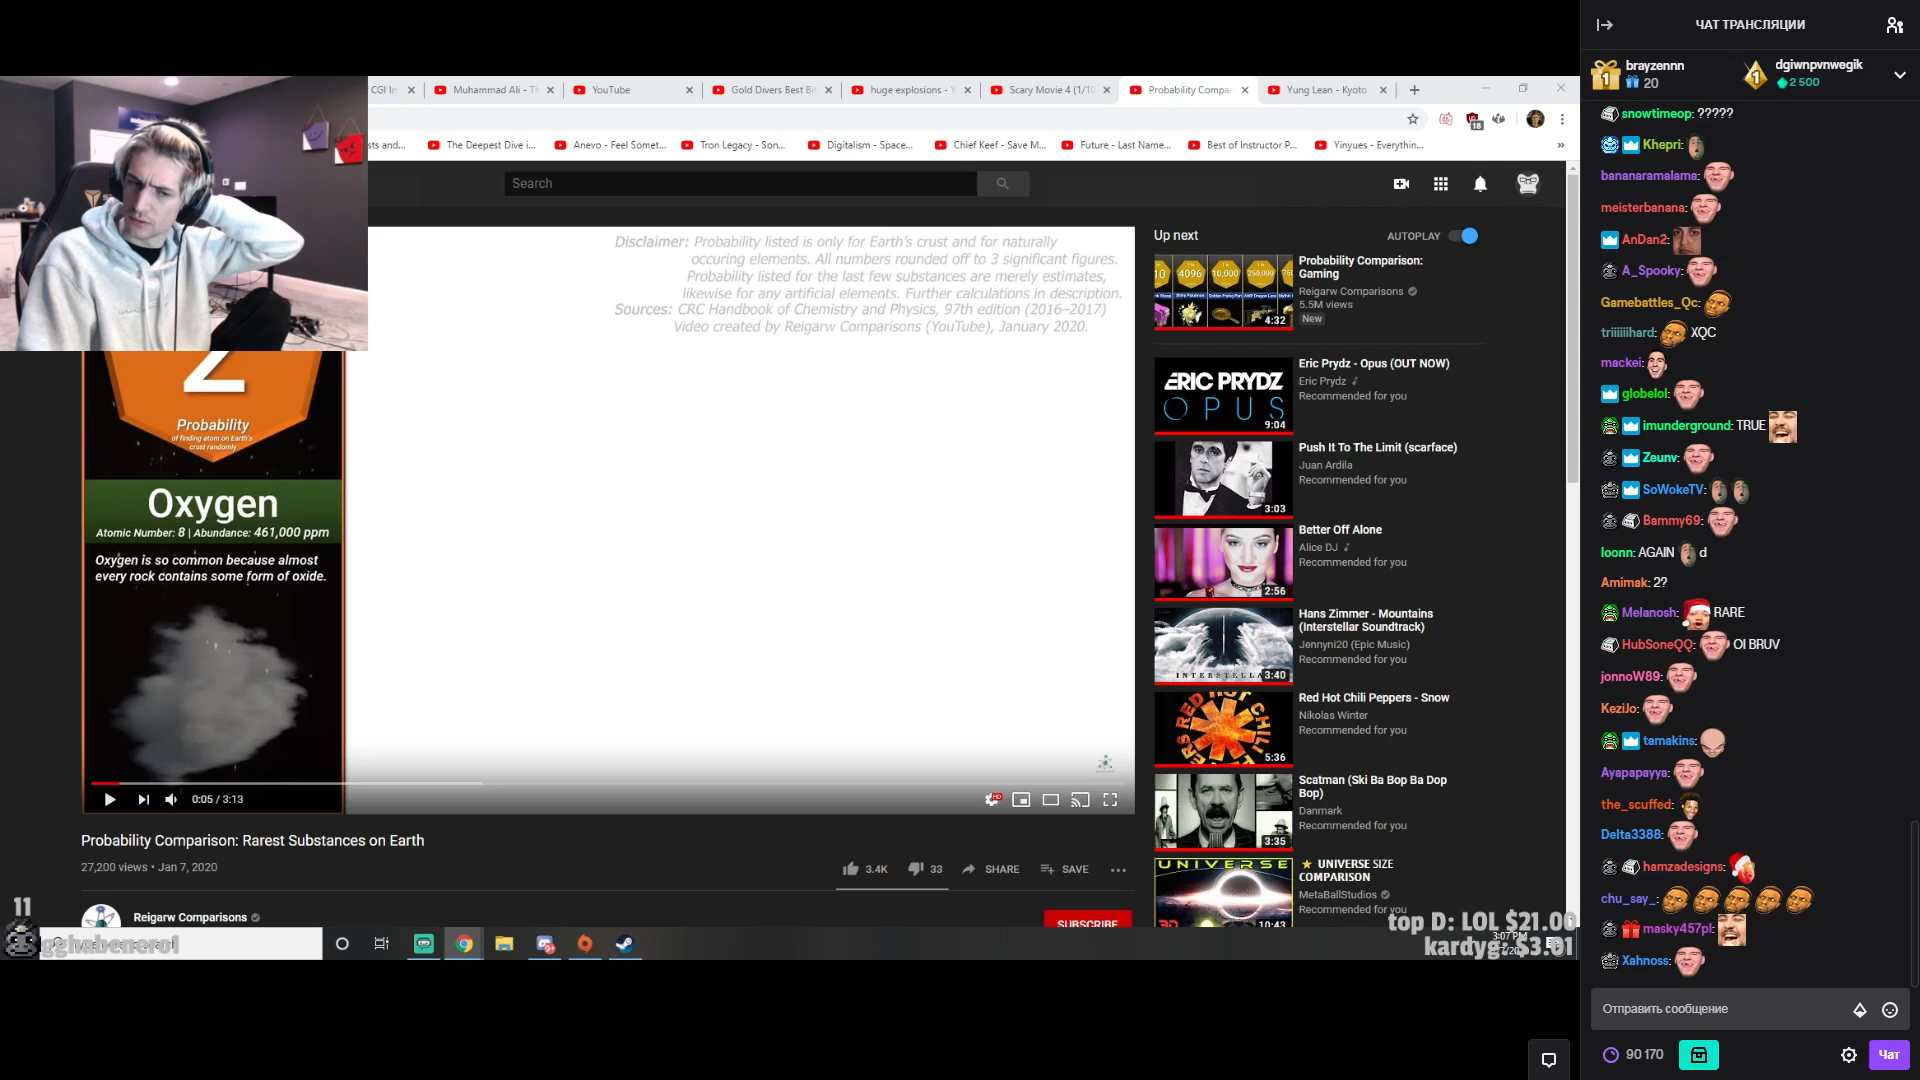 CGI In
Muhammad Ali - Th
YouTube
Gold Divers Best Bi
huge explosions - Y
Scary Movie 4 (1/10
Probability Compar
Yung Lean - Kyoto -
18
sts and...
The Deepest Dive i...
Anevo - Feel Somet...
Tron Legacy - Son...
Digitalism - Space...
Chief Keef - Save M...
Future - Last Name...
Best of Instructor P...
Yinyues - Everythin...
»
Search
Disclaimer: Probability listed is only for Earth's crust and for naturally
occuring elements. All numbers rounded off to 3 significant figures.
Probability listed for the last few substances are merely estimates,
likewise for any artificial elements. Further calculations in description.
Sources: CRC Handbook of Chemistry and Physics, 97th edition (2016–2017)
Video created by Reigarw Comparisons (YouTube), January 2020.
2
Probability
of finding atom on Earth's
crust randomly
Oxygen
Atomic Number: 8 | Abundance: 461,000 ppm
Oxygen is so common because almost
every rock contains some form of oxide.
0:05 / 3:13
HD
Probability Comparison: Rarest Substances on Earth
27,200 views • Jan 7, 2020
3.4K
33
SHARE
SAVE
Reigarw Comparisons
SUBSCRIBE
Up next
AUTOPLAY
10
4096
10,000
250,000
4:32
Probability Comparison:
Gaming
Reigarw Comparisons
5.5M views
New
ERIC PRYDZ
OPUS
9:04
Eric Prydz - Opus (OUT NOW)
Eric Prydz
Recommended for you
3:03
Push It To The Limit (scarface)
Juan Ardila
Recommended for you
2:56
Better Off Alone
Alice DJ
Recommended for you
INTERSTELLA
3:40
Hans Zimmer - Mountains
(Interstellar Soundtrack)
Jennyni20 (Epic Music)
Recommended for you
RED HOT CHILI
5:36
Red Hot Chili Peppers - Snow
Nikolas Winter
Recommended for you
3:35
Scatman (Ski Ba Bop Ba Dop
Bop)
Danmark
Recommended for you
UNIVERSE
3D
10:43
UNIVERSE SIZE
COMPARISON
MetaBallStudios
Recommended for you
11
gghabenero1
top D: LOL $21.00
kardyg: $3.01
3:07 PM
ЧАТ ТРАНСЛЯЦИИ
1
brayzennn
20
1
dgiwnpvnwegik
2 500
snowtimeop: ?????
Khepri:
bananaramalama:
meisterbanana:
AnDan2:
A_Spooky:
Gamebattles_Qc:
triiiiiihard: XQC
mackei:
globelol:
imunderground: TRUE
Zeunv:
SoWokeTV:
Bammy69:
loonn: AGAIN d
Amimak: 2?
Melanosh: RARE
HubSoneQQ: OI BRUV
jonnoW89:
KeziJo:
tamakins:
Ayapapayya:
the_scuffed:
Delta3388:
hamzadesigns:
chu_say_:
masky457pl:
Xahnoss:
Отправить сообщение
90 170
Чат